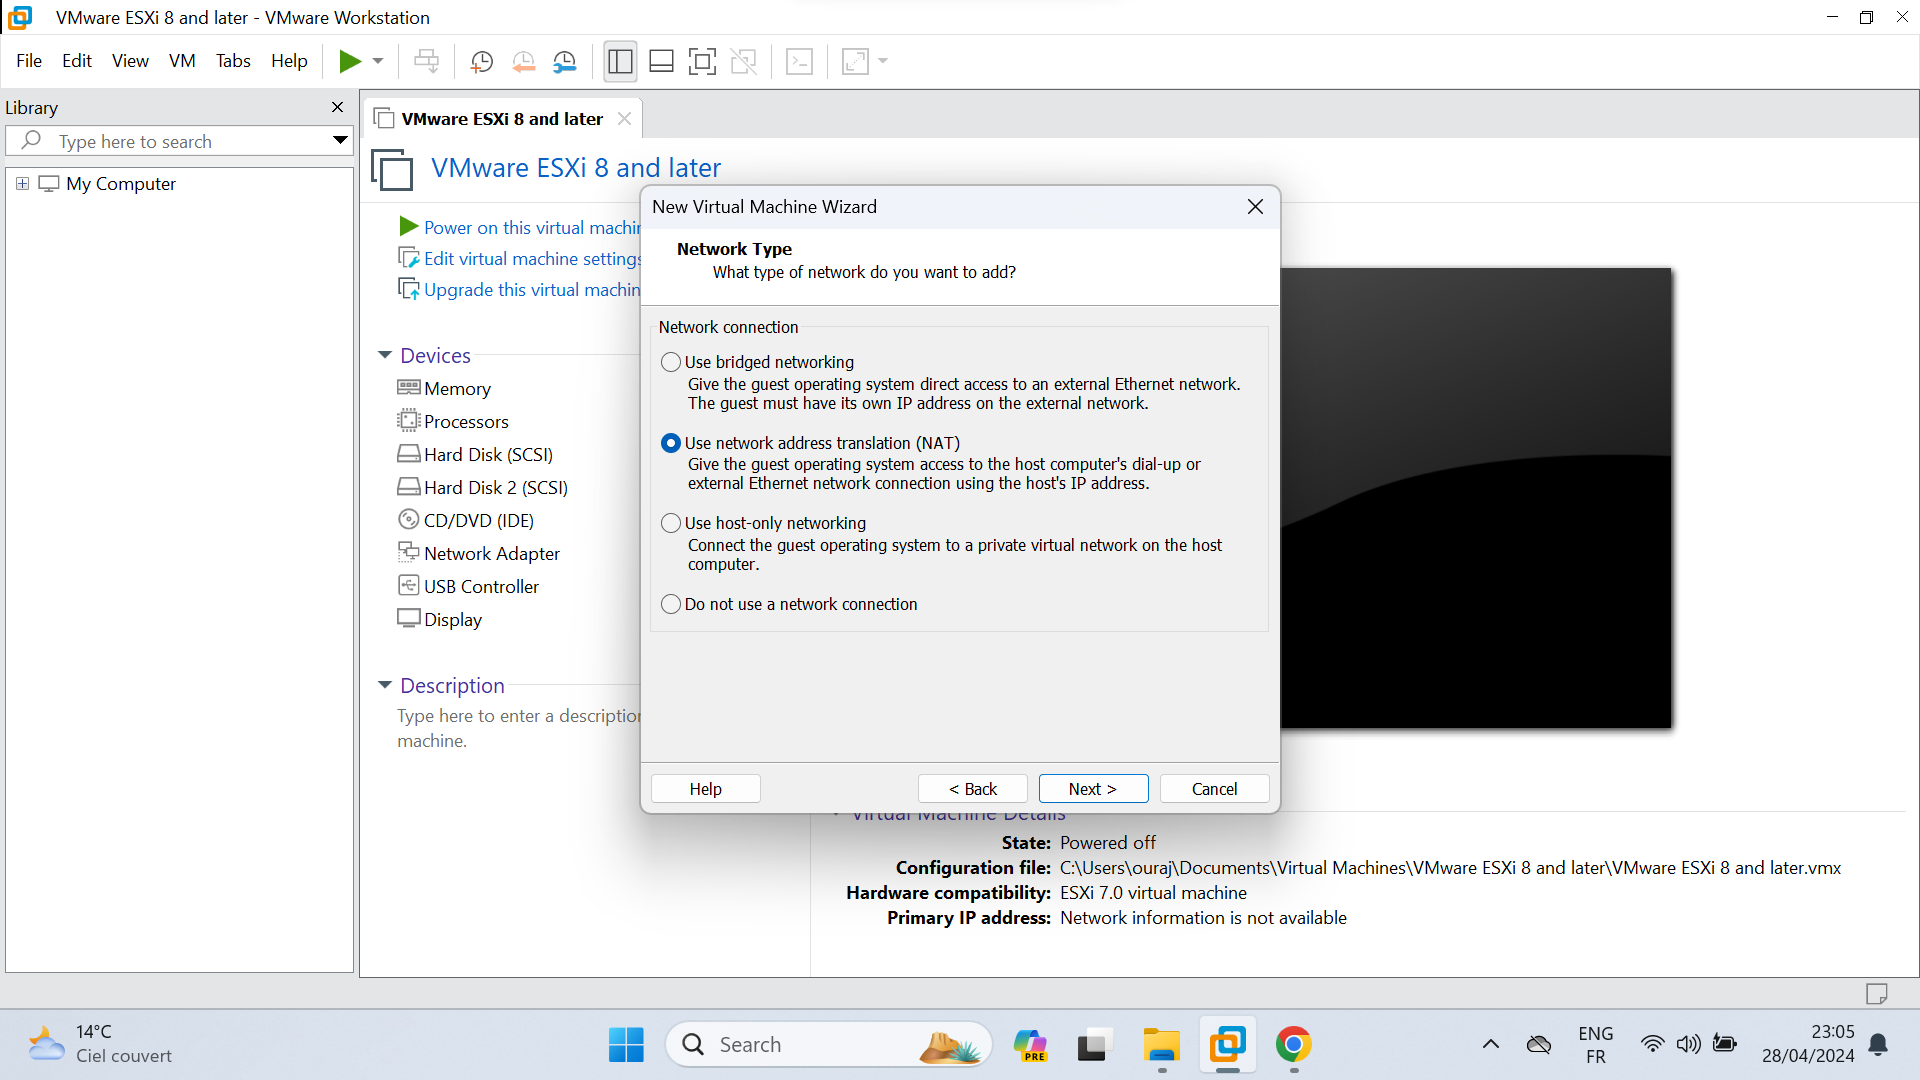 VMware ESXi 8 and later - VMware Workstation
File Edit View VM Tabs Help
Library
Type here to search
My Computer
VMware ESXi 8 and later
VMware ESXi 8 and later
Power on this virtual machin
Edit virtual machine settings
Upgrade this virtual machin
Devices
Memory
Processors
Hard Disk (SCSI)
Hard Disk 2 (SCSI)
CD/DVD (IDE)
Network Adapter
USB Controller
Display
Description
Type here to enter a description
machine.
New Virtual Machine Wizard
Network Type
What type of network do you want to add?
Network connection
Use bridged networking
Give the guest operating system direct access to an external Ethernet network.
The guest must have its own IP address on the external network.
Use network address translation (NAT)
Give the guest operating system access to the host computer's dial-up or
external Ethernet network connection using the host's IP address.
Use host-only networking
Connect the guest operating system to a private virtual network on the host
computer.
Do not use a network connection
Help < Back Next > Cancel
Virtual Machine Details
State: Powered off
Configuration file: C:\Users\ouraj\Documents\Virtual Machines\VMware ESXi 8 and later\VMware ESXi 8 and later.vmx
Hardware compatibility: ESXi 7.0 virtual machine
Primary IP address: Network information is not available
14°C
Ciel couvert
Search
PRE
ENG
FR
23:05
28/04/2024